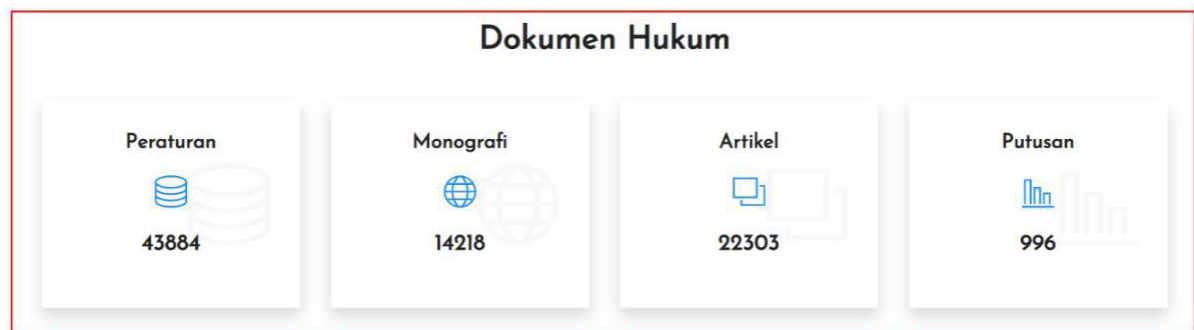 Dokumen Hukum
Peraturan
43884
Monografi
14218
Artikel
22303
Putusan
996